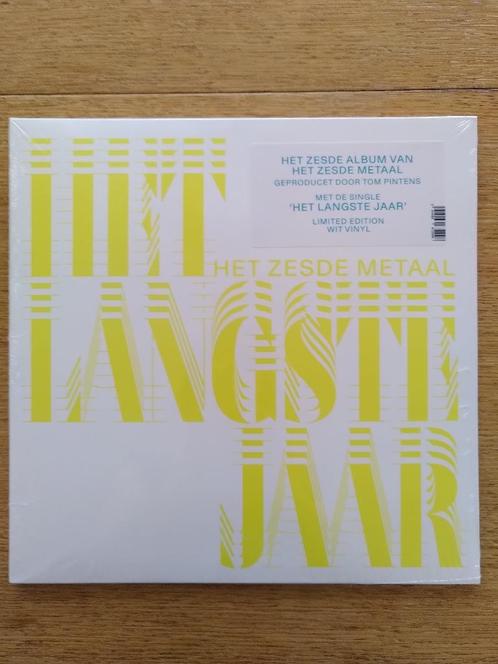 HET ZESDE ALBUM VAN
HET ZESDE METAAL
GEPRODUCET DOOR TOM PINTENS
MET DE SINGLE
‘HET LANGSTE JAAR’
LIMITED EDITION
WIT VINYL
HET
HET ZESDE METAAL
LANGSTE
JAAR